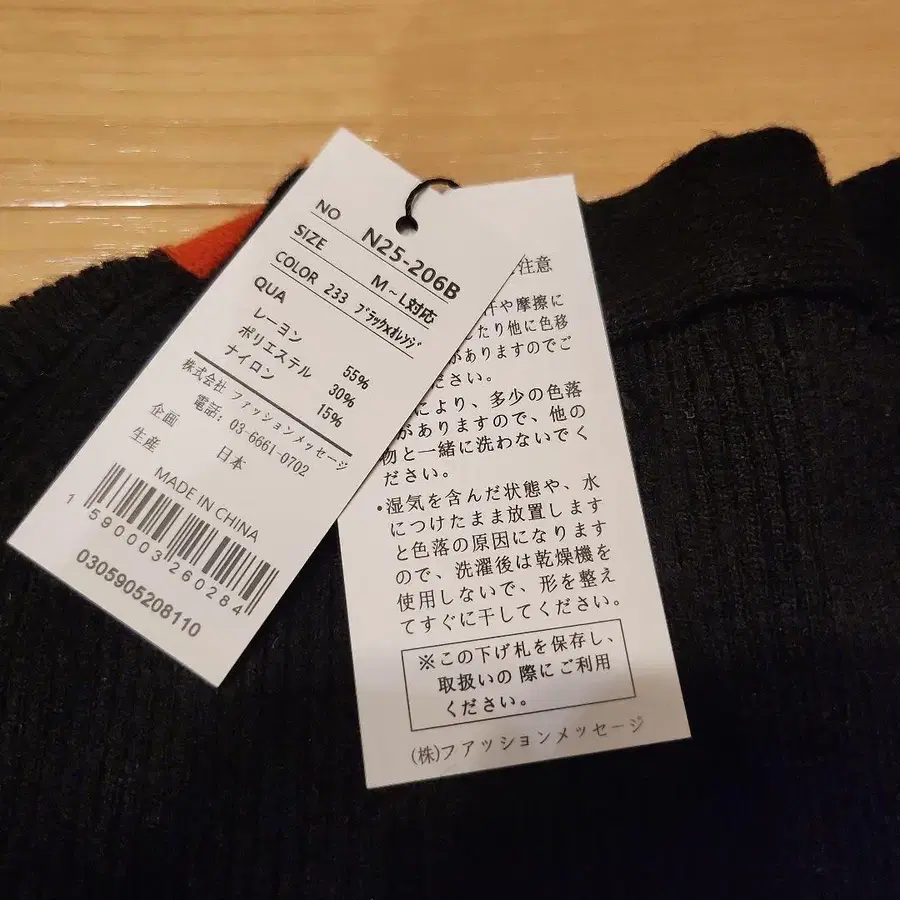 NO N25-206B
SIZE M～L対応
COLOR 233 ブラック×オレンジ
QUA
レーヨン 55%
ポリエステル 30%
ナイロン 15%
株式会社 ファッションメッセージ
電話: 03-6661-0702
企画 日本
生産 MADE IN CHINA
1 590003 260284
0305905208110
注意
汗や摩擦に
したり他に色移
がありますのでご
ださい。
により、多少の色落
がありますので、他の
物と一緒に洗わないでく
ださい。
•湿気を含んだ状態や、水
につけたまま放置します
と色落の原因になります
ので、洗濯後は乾燥機を
使用しないで、形を整え
てすぐに干してください。
※この下げ札を保存し、
取扱いの 際にご利用
ください。
(株)ファッションメッセージ